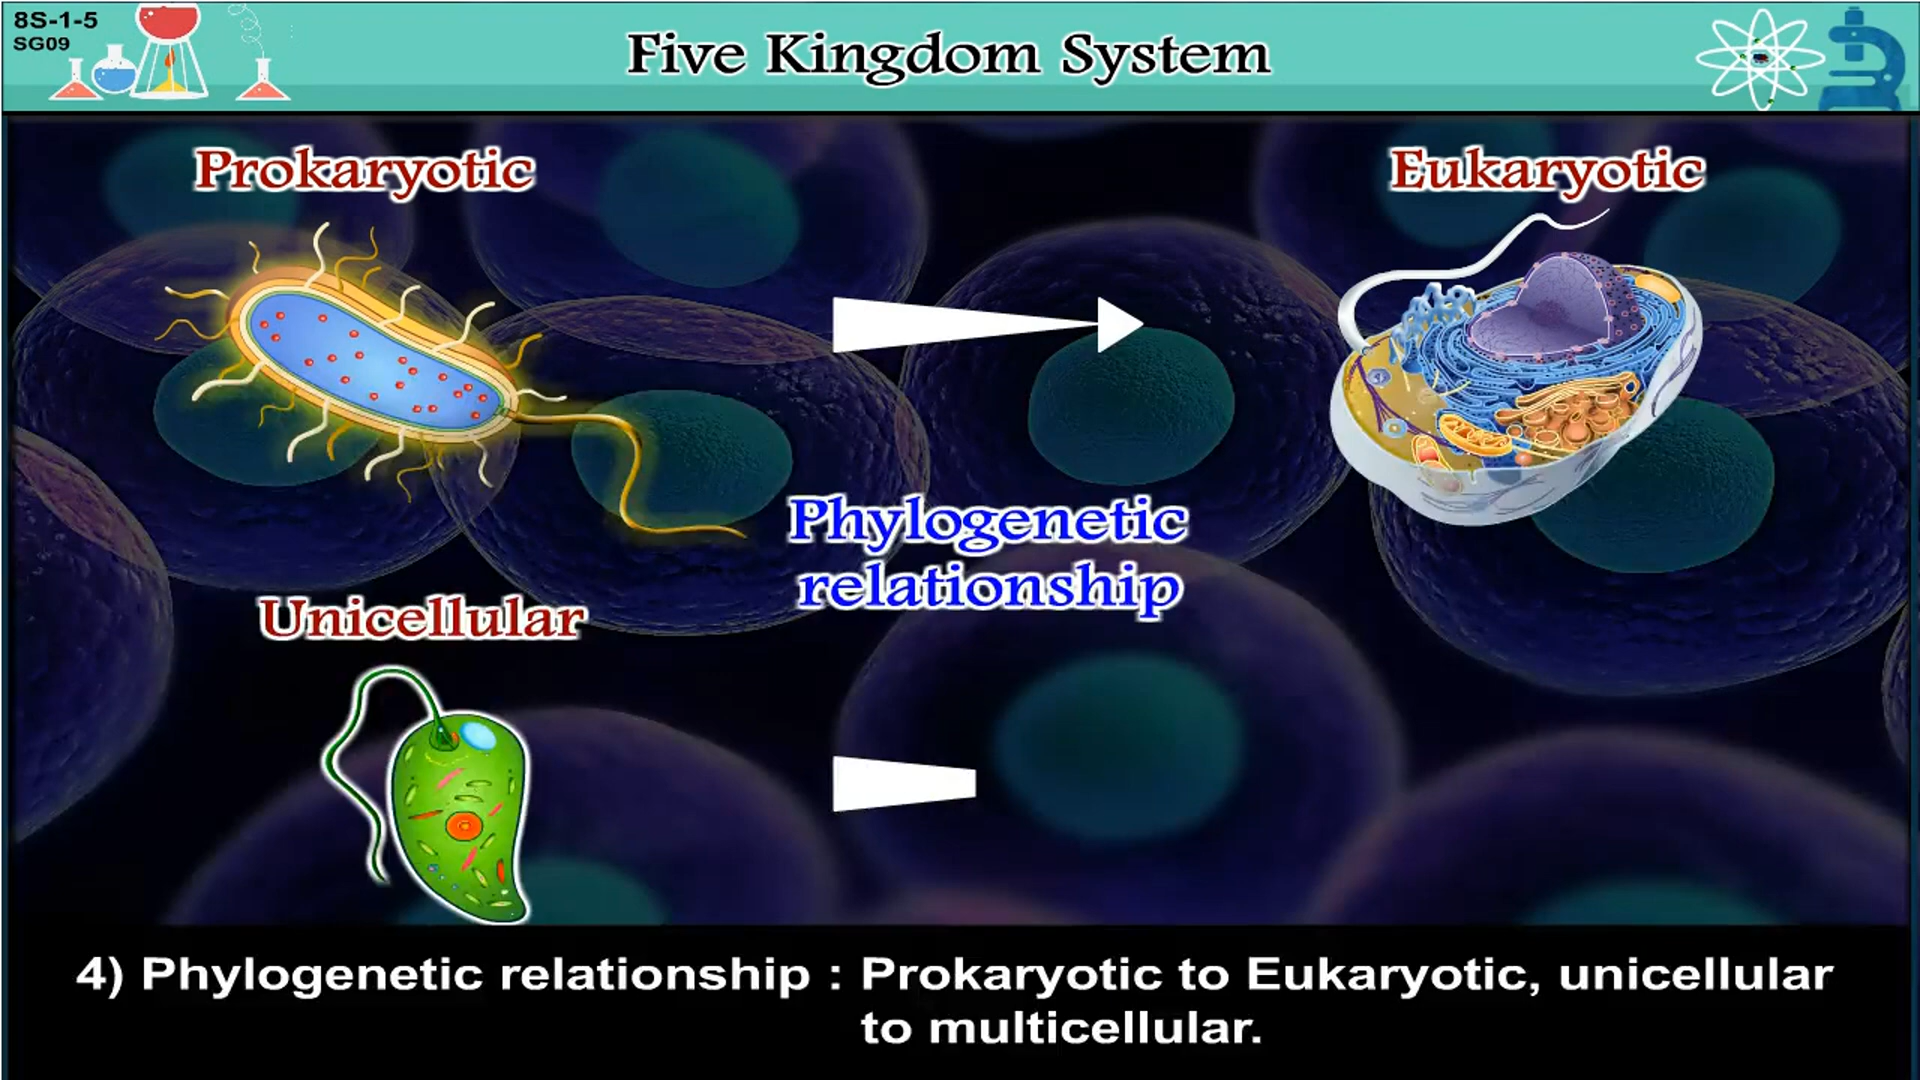 8S-1-5
SG09
Five Kingdom System
Prokaryotic
Eukaryotic
Phylogenetic
relationship
Unicellular
4) Phylogenetic relationship : Prokaryotic to Eukaryotic, unicellular
to multicellular.